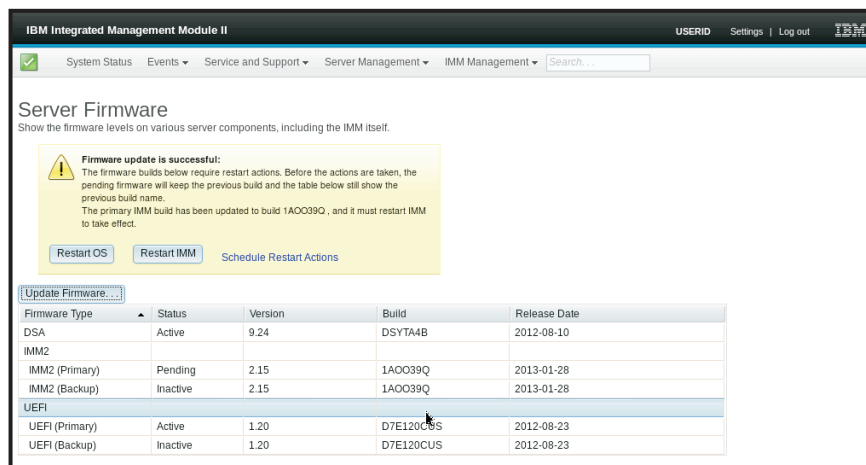 IBM Integrated Management Module II
USERID Settings | Log out IBM
System Status Events Service and Support Server Management IMM Management Search...
Server Firmware
Show the firmware levels on various server components, including the IMM itself.
Firmware update is successful:
The firmware builds below require restart actions. Before the actions are taken, the
pending firmware will keep the previous build and the table below still show the
previous build name.
The primary IMM build has been updated to build 1AOO39Q , and it must restart IMM
to take effect.
Restart OS Restart IMM Schedule Restart Actions
Update Firmware...
Firmware Type Status Version Build Release Date
DSA Active 9.24 DSYTA4B 2012-08-10
IMM2
IMM2 (Primary) Pending 2.15 1AOO39Q 2013-01-28
IMM2 (Backup) Inactive 2.15 1AOO39Q 2013-01-28
UEFI
UEFI (Primary) Active 1.20 D7E120CUS 2012-08-23
UEFI (Backup) Inactive 1.20 D7E120CUS 2012-08-23